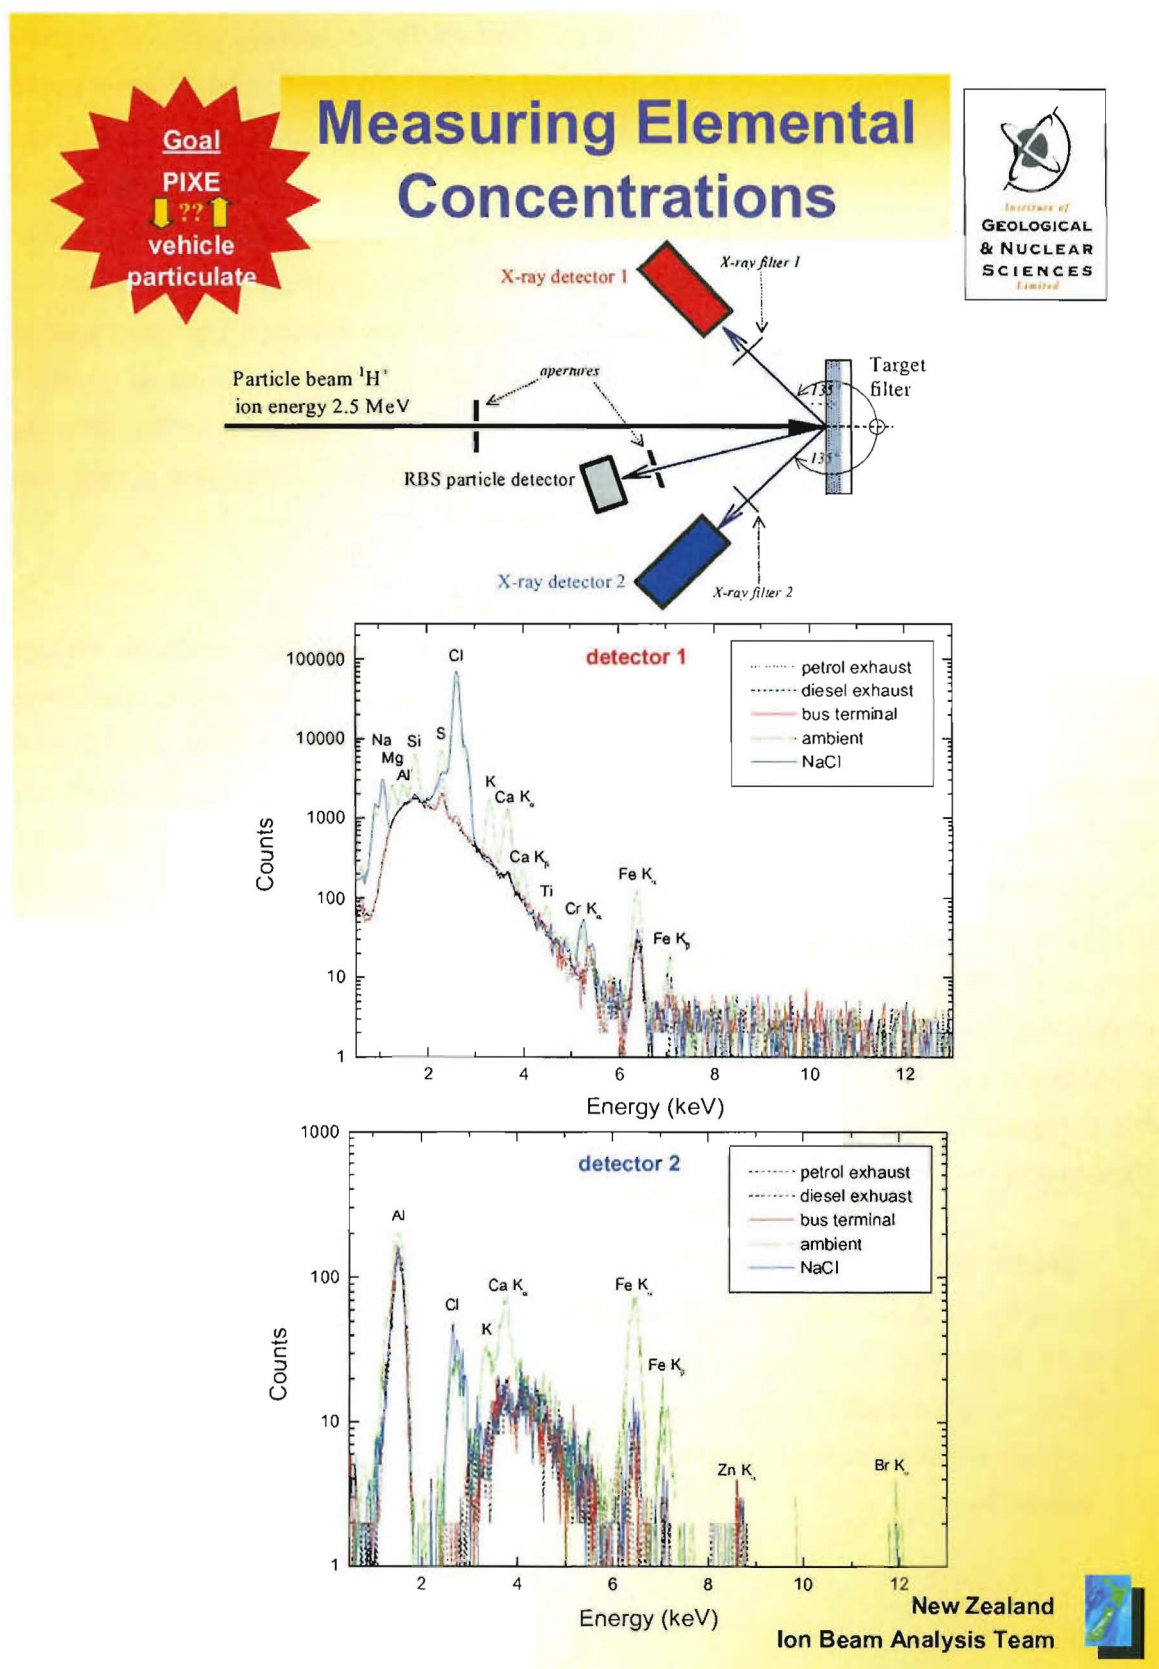 Goal
PIXE
??
vehicle
particulate
Measuring Elemental
Concentrations
Institute of
GEOLOGICAL
& NUCLEAR
SCIENCES
Limited
X-ray detector 1
X-ray filter 1
Particle beam ¹H⁺
ion energy 2.5 MeV
apertures
Target
filter
135°
135°
RBS particle detector
X-ray detector 2
X-ray filter 2
detector 1
petrol exhaust
diesel exhaust
bus terminal
ambient
NaCl
100000
10000
1000
100
10
1
Counts
Na
Mg
Al
Si
S
Cl
K
Ca Kα
Ca Kβ
Ti
Cr Kα
Fe Kα
Fe Kβ
2 4 6 8 10 12
Energy (keV)
detector 2
petrol exhaust
diesel exhuast
bus terminal
ambient
NaCl
1000
100
10
1
Counts
Al
Cl
K
Ca Kα
Fe Kα
Fe Kβ
Zn Kα
Br Kα
2 4 6 8 10 12
Energy (keV)
New Zealand
Ion Beam Analysis Team